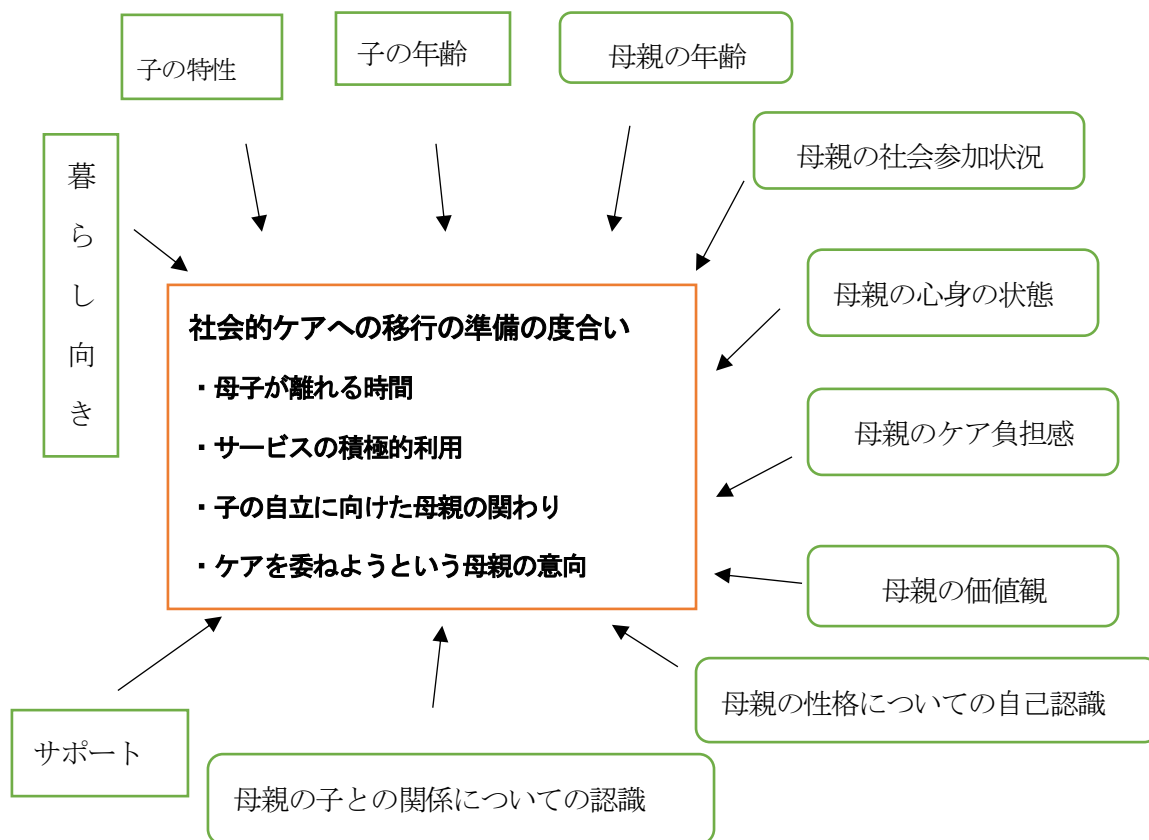 子の特性
子の年齢
母親の年齢
母親の社会参加状況
暮らし向き
母親の心身の状態
社会的ケアへの移行の準備の度合い
・母子が離れる時間
・サービスの積極的利用
・子の自立に向けた母親の関わり
・ケアを委ねようという母親の意向
母親のケア負担感
母親の価値観
母親の性格についての自己認識
サポート
母親の子との関係についての認識